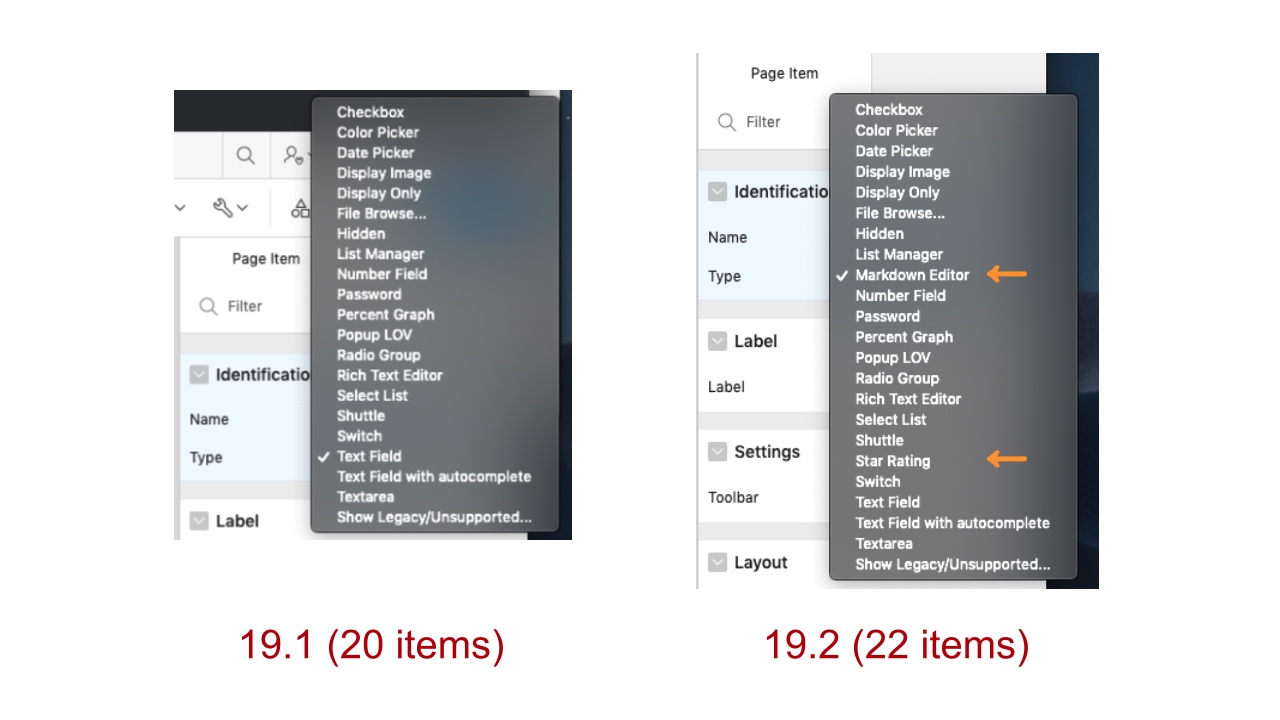 Page Item
Filter
Identificatio
Name
Type
Label
Checkbox
Color Picker
Date Picker
Display Image
Display Only
File Browse...
Hidden
List Manager
Number Field
Password
Percent Graph
Popup LOV
Radio Group
Rich Text Editor
Select List
Shuttle
Switch
Text Field
Text Field with autocomplete
Textarea
Show Legacy/Unsupported...
19.1 (20 items)
Page Item
Filter
Identificatio
Name
Type
Label
Label
Settings
Toolbar
Layout
Checkbox
Color Picker
Date Picker
Display Image
Display Only
File Browse...
Hidden
List Manager
Markdown Editor
Number Field
Password
Percent Graph
Popup LOV
Radio Group
Rich Text Editor
Select List
Shuttle
Star Rating
Switch
Text Field
Text Field with autocomplete
Textarea
Show Legacy/Unsupported...
19.2 (22 items)